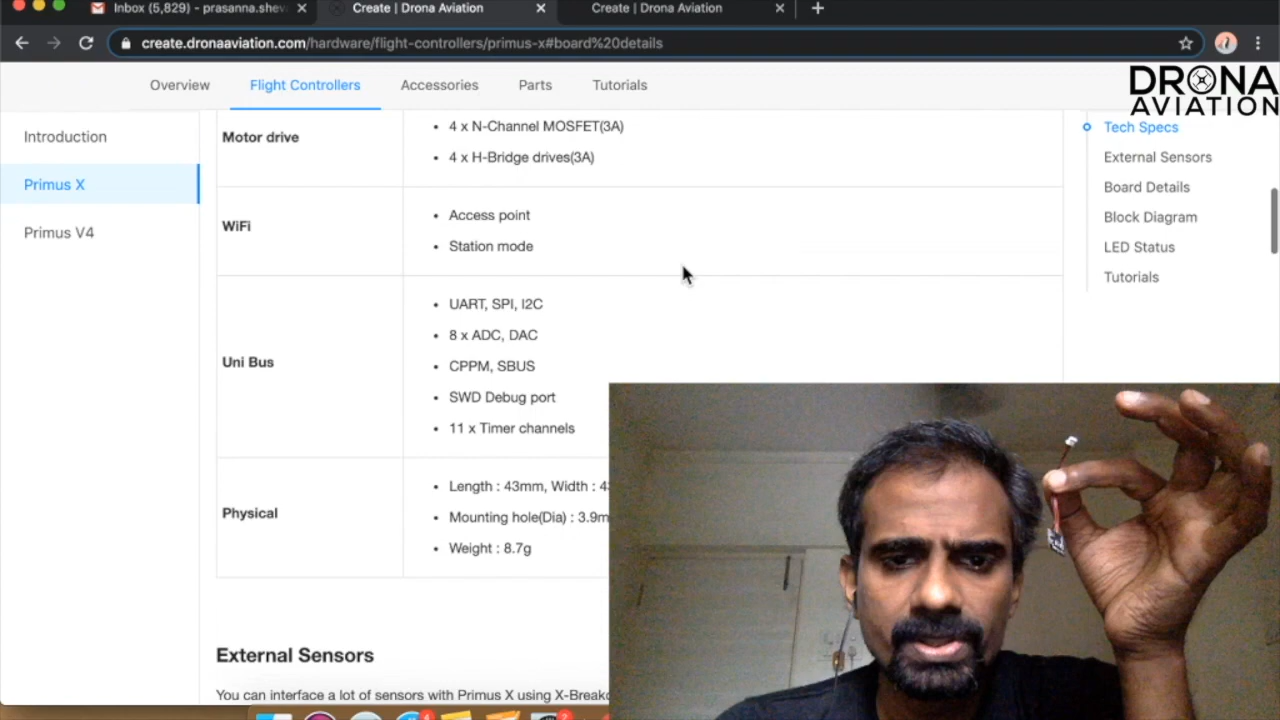 Inbox (5,829) - prasanna.shev
Create | Drona Aviation
Create | Drona Aviation
create.dronaaviation.com/hardware/flight-controllers/primus-x#board%20details
Overview
Flight Controllers
Accessories
Parts
Tutorials
DRONA
AVIATION
Introduction
Primus X
Primus V4
Motor drive
• 4 x N-Channel MOSFET(3A)
• 4 x H-Bridge drives(3A)
WiFi
• Access point
• Station mode
Uni Bus
• UART, SPI, I2C
• 8 x ADC, DAC
• CPPM, SBUS
• SWD Debug port
• 11 x Timer channels
Physical
• Length : 43mm, Width : 4
• Mounting hole(Dia) : 3.9m
• Weight : 8.7g
External Sensors
You can interface a lot of sensors with Primus X using X-Breako
Tech Specs
External Sensors
Board Details
Block Diagram
LED Status
Tutorials